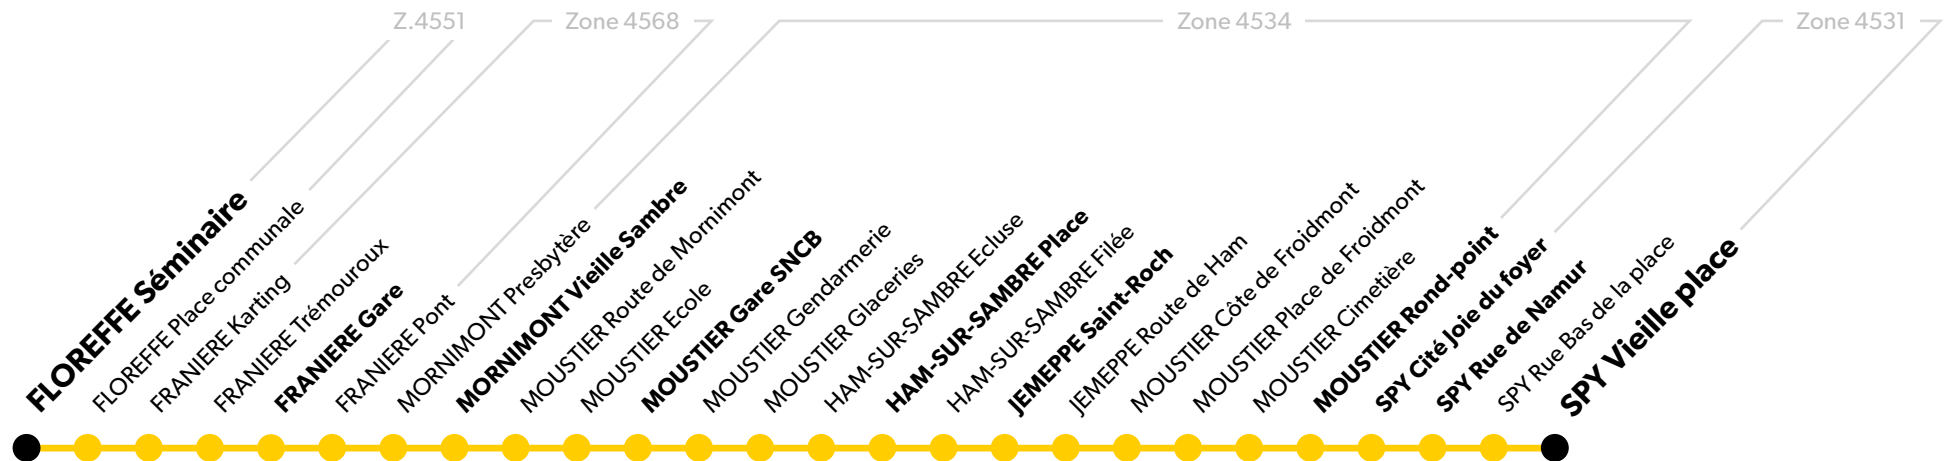 Z.4551
Zone 4568
Zone 4534
Zone 4531
FLOREFFE Séminaire
FLOREFFE Place communale
FRANIERE Karting
FRANIERE Trémouroux
FRANIERE Gare
FRANIERE Pont
MORNIMONT Presbytère
MORNIMONT Vieille Sambre
MOUSTIER Route de Mornimont
MOUSTIER Ecole
MOUSTIER Gare SNCB
MOUSTIER Gendarmerie
MOUSTIER Glaceries
HAM-SUR-SAMBRE Ecluse
HAM-SUR-SAMBRE Place
HAM-SUR-SAMBRE Filée
JEMEPPE Saint-Roch
JEMEPPE Route de Ham
MOUSTIER Côte de Froidmont
MOUSTIER Place de Froidmont
MOUSTIER Cimetière
MOUSTIER Rond-point
SPY Cité Joie du foyer
SPY Rue de Namur
SPY Rue Bas de la place
SPY Vieille place